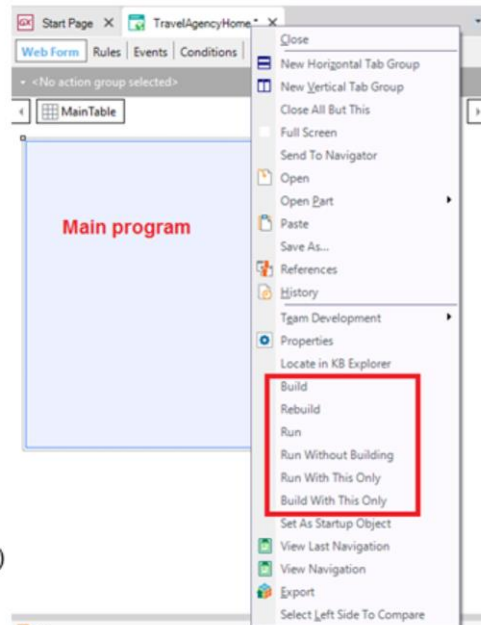 Start Page
TravelAgencyHome *
Web Form Rules Events Conditions
<No action group selected>
MainTable
Main program
Close
New Horizontal Tab Group
New Vertical Tab Group
Close All But This
Full Screen
Send To Navigator
Open
Open Part
Paste
Save As...
References
History
Team Development
Properties
Locate in KB Explorer
Build
Rebuild
Run
Run Without Building
Run With This Only
Build With This Only
Set As Startup Object
View Last Navigation
View Navigation
Export
Select Left Side To Compare
)